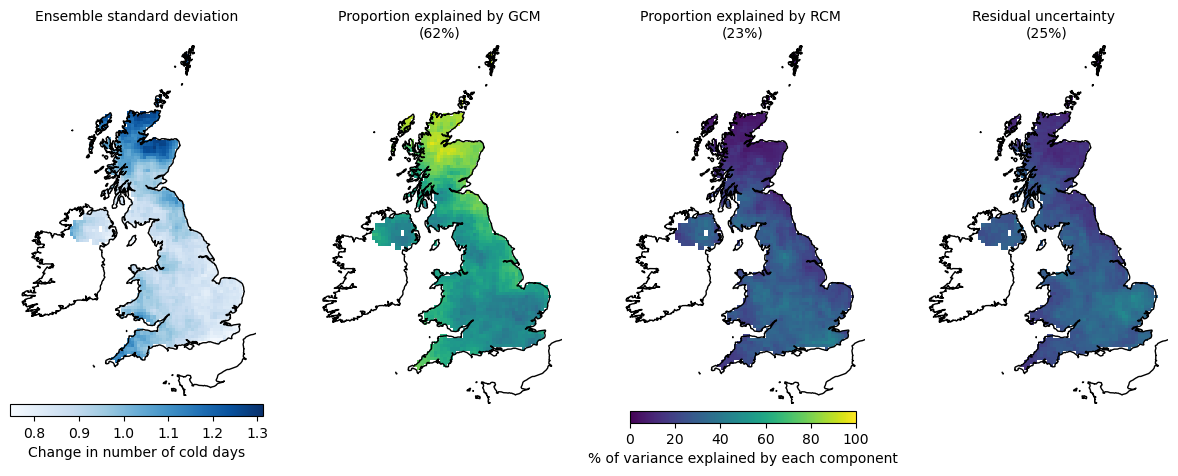 Ensemble standard deviation
Proportion explained by GCM
(62%)
Proportion explained by RCM
(23%)
Residual uncertainty
(25%)
0.8 0.9 1.0 1.1 1.2 1.3
Change in number of cold days
0 20 40 60 80 100
% of variance explained by each component